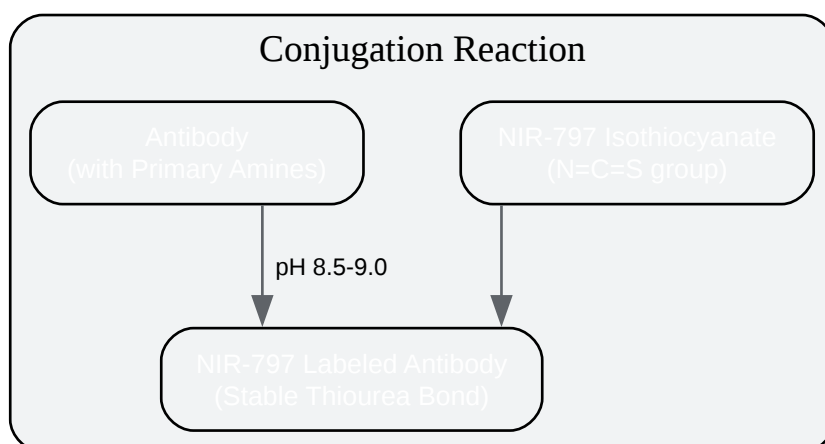 Conjugation Reaction
Antibody
(with Primary Amines)
NIR-797 Isothiocyanate
(N=C=S group)
pH 8.5-9.0
NIR-797 Labeled Antibody
(Stable Thiourea Bond)